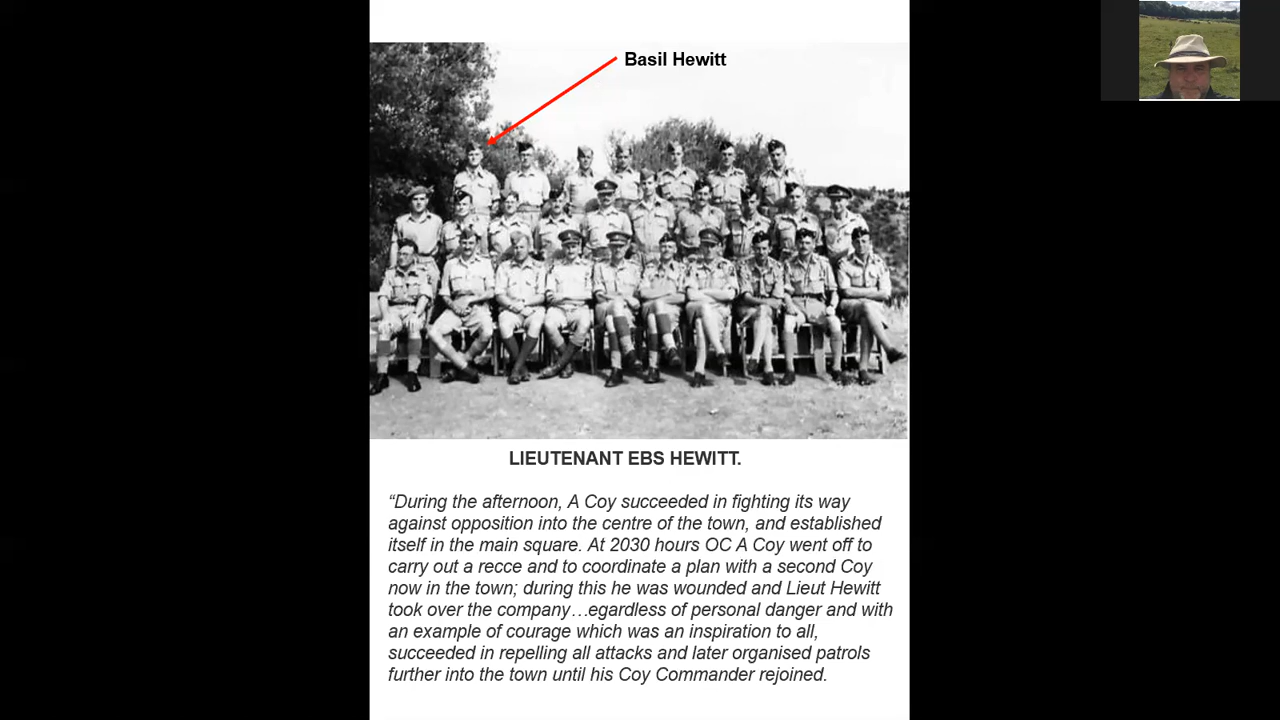 Basil Hewitt
LIEUTENANT EBS HEWITT.
“During the afternoon, A Coy succeeded in fighting its way
against opposition into the centre of the town, and established
itself in the main square. At 2030 hours OC A Coy went off to
carry out a recce and to coordinate a plan with a second Coy
now in the town; during this he was wounded and Lieut Hewitt
took over the company…egardless of personal danger and with
an example of courage which was an inspiration to all,
succeeded in repelling all attacks and later organised patrols
further into the town until his Coy Commander rejoined.